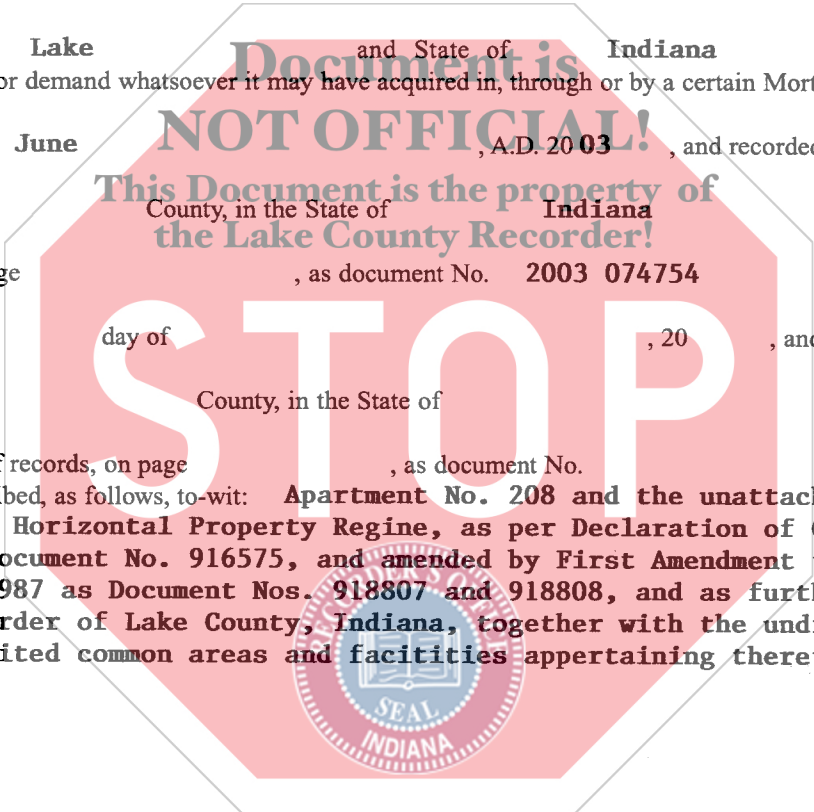 Lake and State of Indiana
Document is
or demand whatsoever it may have acquired in, through or by a certain Mort
NOT OFFICIAL!
June , A.D. 20 03 , and recorded
This Document is the property of
County, in the State of Indiana
the Lake County Recorder!
ge , as document No. 2003 074754
STOP
day of , 20 , and
County, in the State of
f records, on page , as document No.
bed, as follows, to-wit: Apartment No. 208 and the unattach
Horizontal Property Regine, as per Declaration of
ocument No. 916575, and amended by First Amendment
987 as Document Nos. 918807 and 918808, and as furth
rder of Lake County, Indiana, together with the undi
ited common areas and facitities appertaining theret
RECORDER'S OFFICE
SEAL
INDIANA